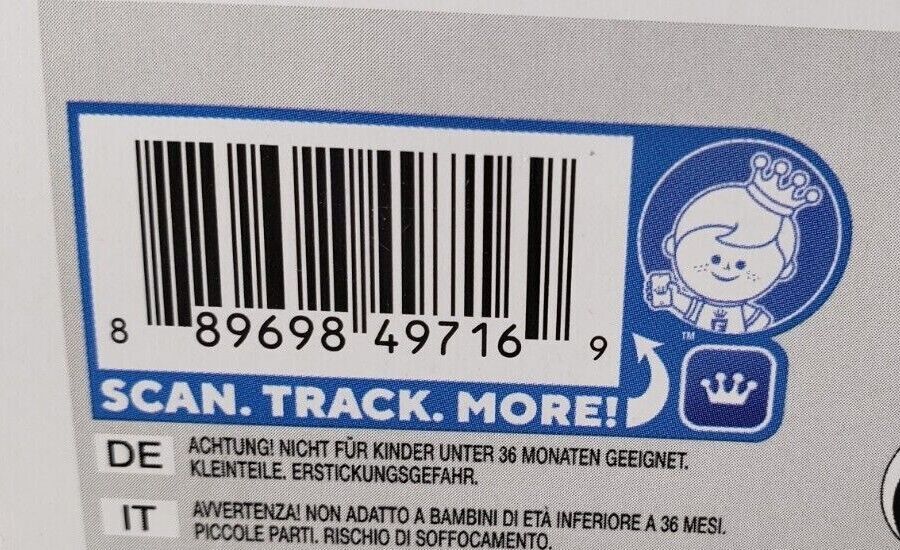 8 89698 49716 9
SCAN. TRACK. MORE!
TM
DE ACHTUNG! NICHT FÜR KINDER UNTER 36 MONATEN GEEIGNET.
KLEINTEILE. ERSTICKUNGSGEFAHR.
IT AVVERTENZA! NON ADATTO A BAMBINI DI ETÀ INFERIORE A 36 MESI.
PICCOLE PARTI. RISCHIO DI SOFFOCAMENTO.